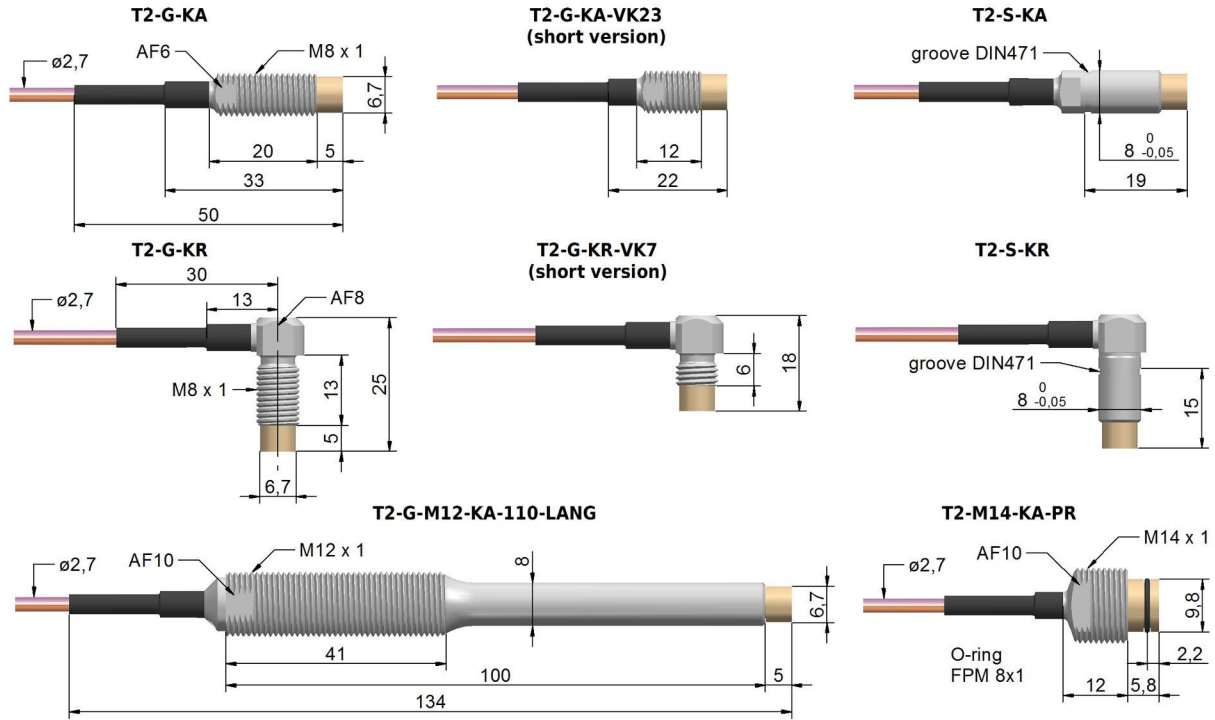 T2-G-KA
AF6
M8 x 1
ø2,7
6,7
20
5
33
50
T2-G-KA-VK23
(short version)
12
22
T2-S-KA
groove DIN471
8 0 -0,05
19
T2-G-KR
30
ø2,7
13
AF8
M8 x 1
13
25
5
6,7
T2-G-KR-VK7
(short version)
6
18
T2-S-KR
groove DIN471
8 0 -0,05
15
T2-G-M12-KA-110-LANG
AF10
M12 x 1
8
ø2,7
6,7
41
100
5
134
T2-M14-KA-PR
M14 x 1
AF10
ø2,7
9,8
O-ring
FPM 8x1
2,2
12
5,8